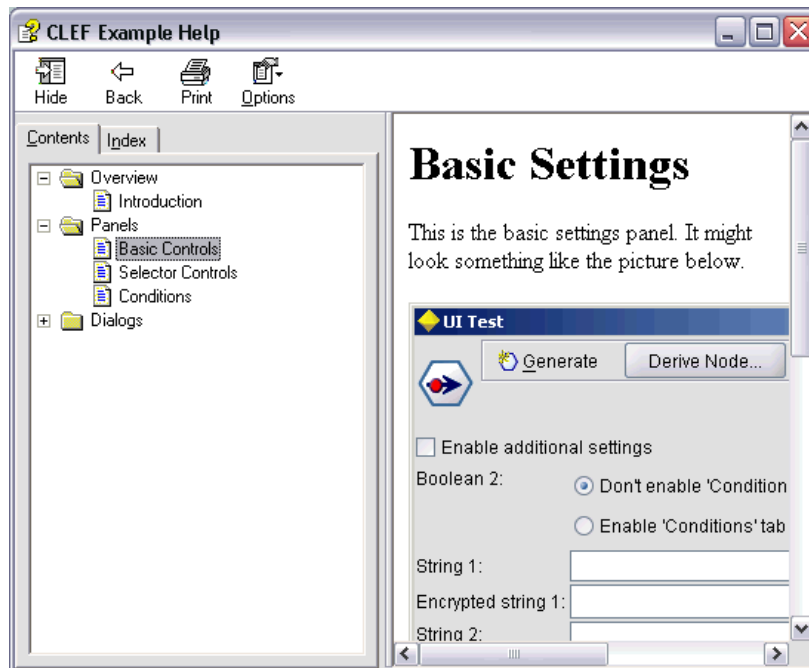 CLEF Example Help
Hide Back Print Options
Contents Index
Overview
Introduction
Panels
Basic Controls
Selector Controls
Conditions
Dialogs
Basic Settings
This is the basic settings panel. It might
look something like the picture below.
UI Test
Generate Derive Node...
Enable additional settings
Boolean 2: Don't enable 'Condition
Enable 'Conditions' tab
String 1:
Encrypted string 1:
String 2: